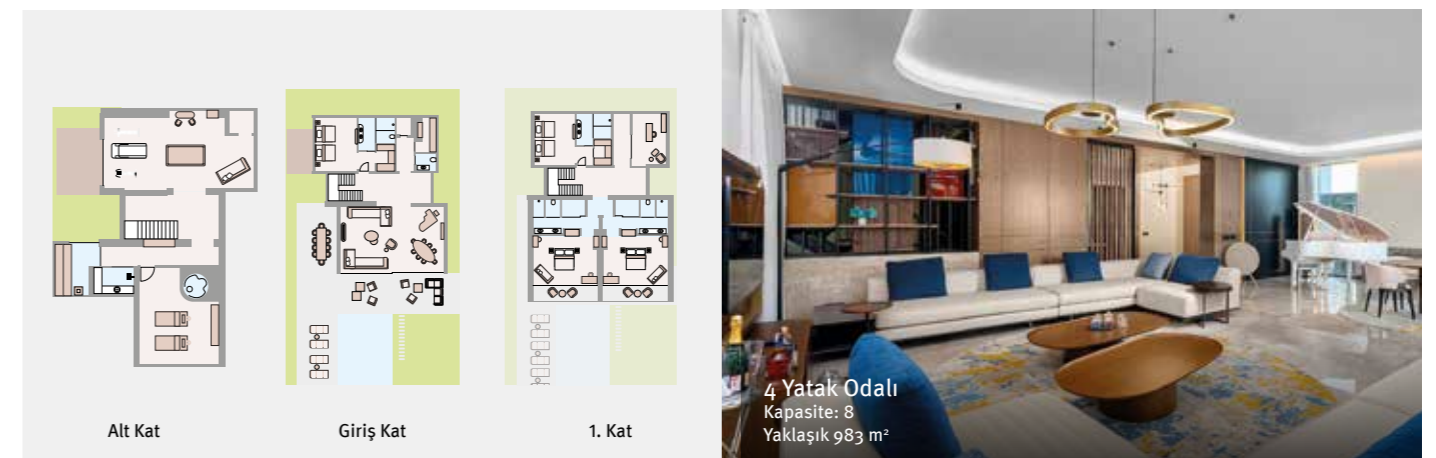 Alt Kat
Giriş Kat
1. Kat
4 Yatak Odalı
Kapasite: 8
Yaklaşık 983 m²